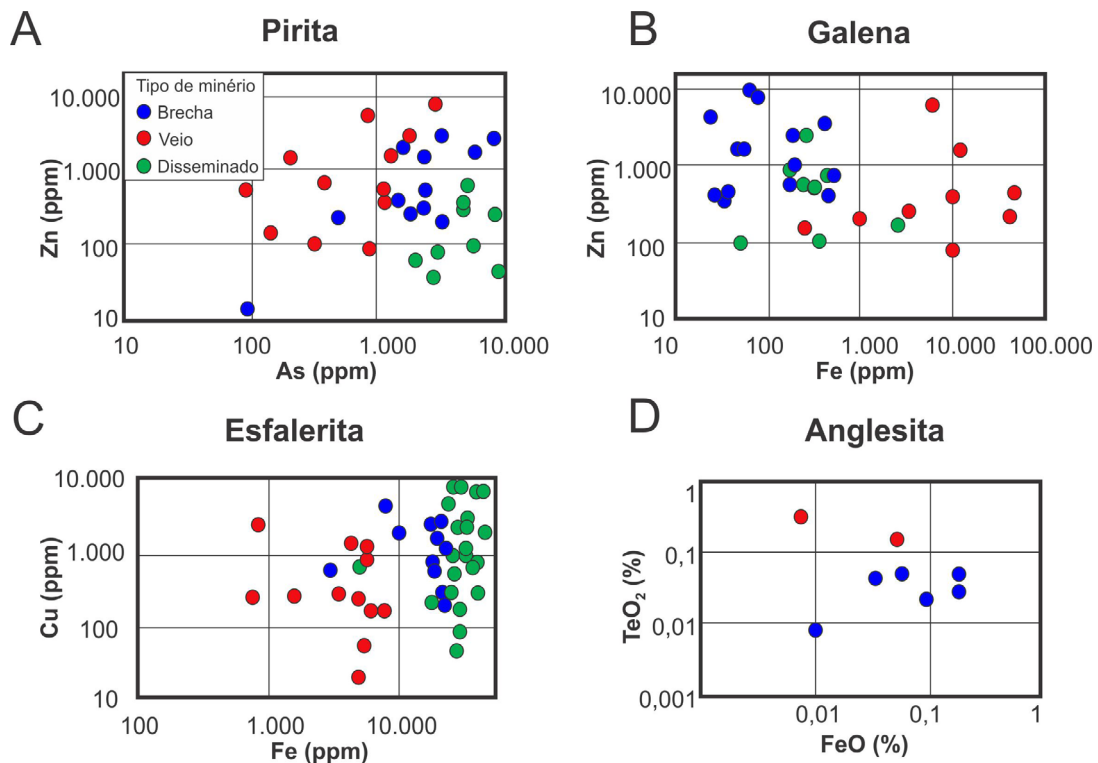 A
Pirita
Zn (ppm)
10.000
1.000
100
10
Tipo de minério
Brecha
Veio
Disseminado
10
100
1.000
10.000
As (ppm)
B
Galena
Zn (ppm)
10.000
1.000
100
10
10
100
1.000
10.000
100.000
Fe (ppm)
C
Esfalerita
Cu (ppm)
10.000
1.000
100
10
100
1.000
10.000
Fe (ppm)
D
Anglesita
TeO₂ (%)
1
0,1
0,01
0,001
0,01
0,1
1
FeO (%)